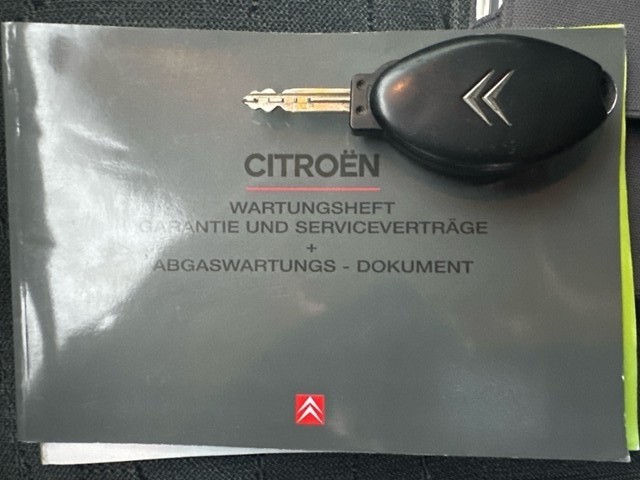 CITROËN
WARTUNGSHEFT
GARANTIE UND SERVICEVERTRÄGE
+
ABGASWARTUNGS - DOKUMENT